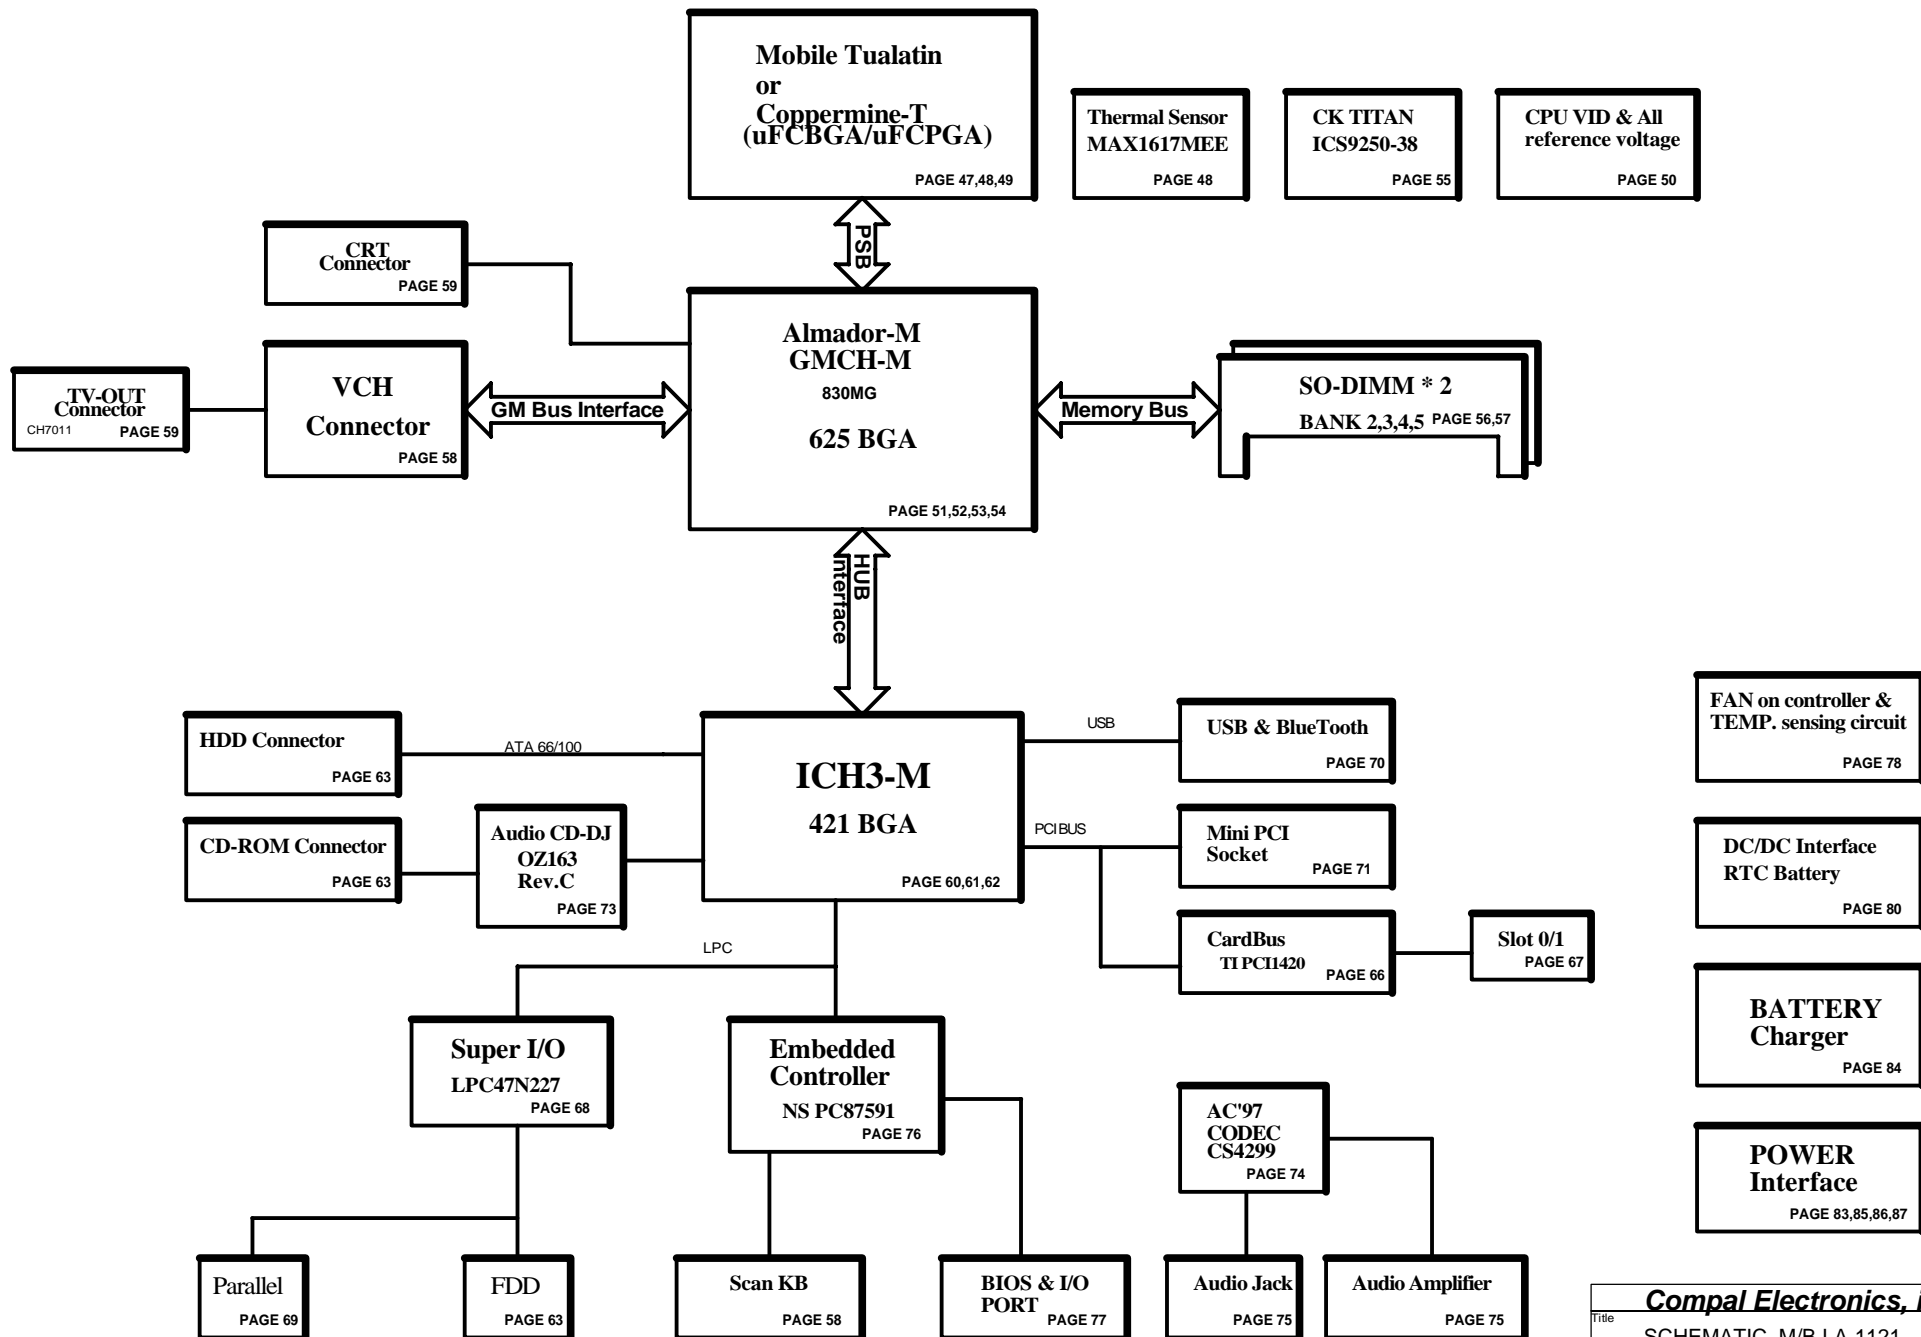 Mobile Tualatin
or
Coppermine-T
(uFCBGA/uFCPGA)
PAGE 47,48,49
Thermal Sensor
MAX1617MEE
PAGE 48
CK TITAN
ICS9250-38
PAGE 55
CPU VID & All
reference voltage
PAGE 50
PSB
CRT
Connector
PAGE 59
Almador-M
GMCH-M
830MG
625 BGA
PAGE 51,52,53,54
TV-OUT
Connector
CH7011 PAGE 59
VCH
Connector
PAGE 58
GM Bus Interface
Memory Bus
SO-DIMM * 2
BANK 2,3,4,5 PAGE 56,57
HUB
Interface
HDD Connector
PAGE 63
ATA 66/100
ICH3-M
421 BGA
PAGE 60,61,62
USB
USB & BlueTooth
PAGE 70
FAN on controller &
TEMP. sensing circuit
PAGE 78
CD-ROM Connector
PAGE 63
Audio CD-DJ
OZ163
Rev.C
PAGE 73
PCI BUS
Mini PCI
Socket
PAGE 71
DC/DC Interface
RTC Battery
PAGE 80
LPC
CardBus
TI PCI1420
PAGE 66
Slot 0/1
PAGE 67
BATTERY
Charger
PAGE 84
Super I/O
LPC47N227
PAGE 68
Embedded
Controller
NS PC87591
PAGE 76
AC'97
CODEC
CS4299
PAGE 74
POWER
Interface
PAGE 83,85,86,87
Parallel
PAGE 69
FDD
PAGE 63
Scan KB
PAGE 58
BIOS & I/O
PORT
PAGE 77
Audio Jack
PAGE 75
Audio Amplifier
PAGE 75
Compal Electronics,
Title
SCHEMATIC, M/B LA-1121